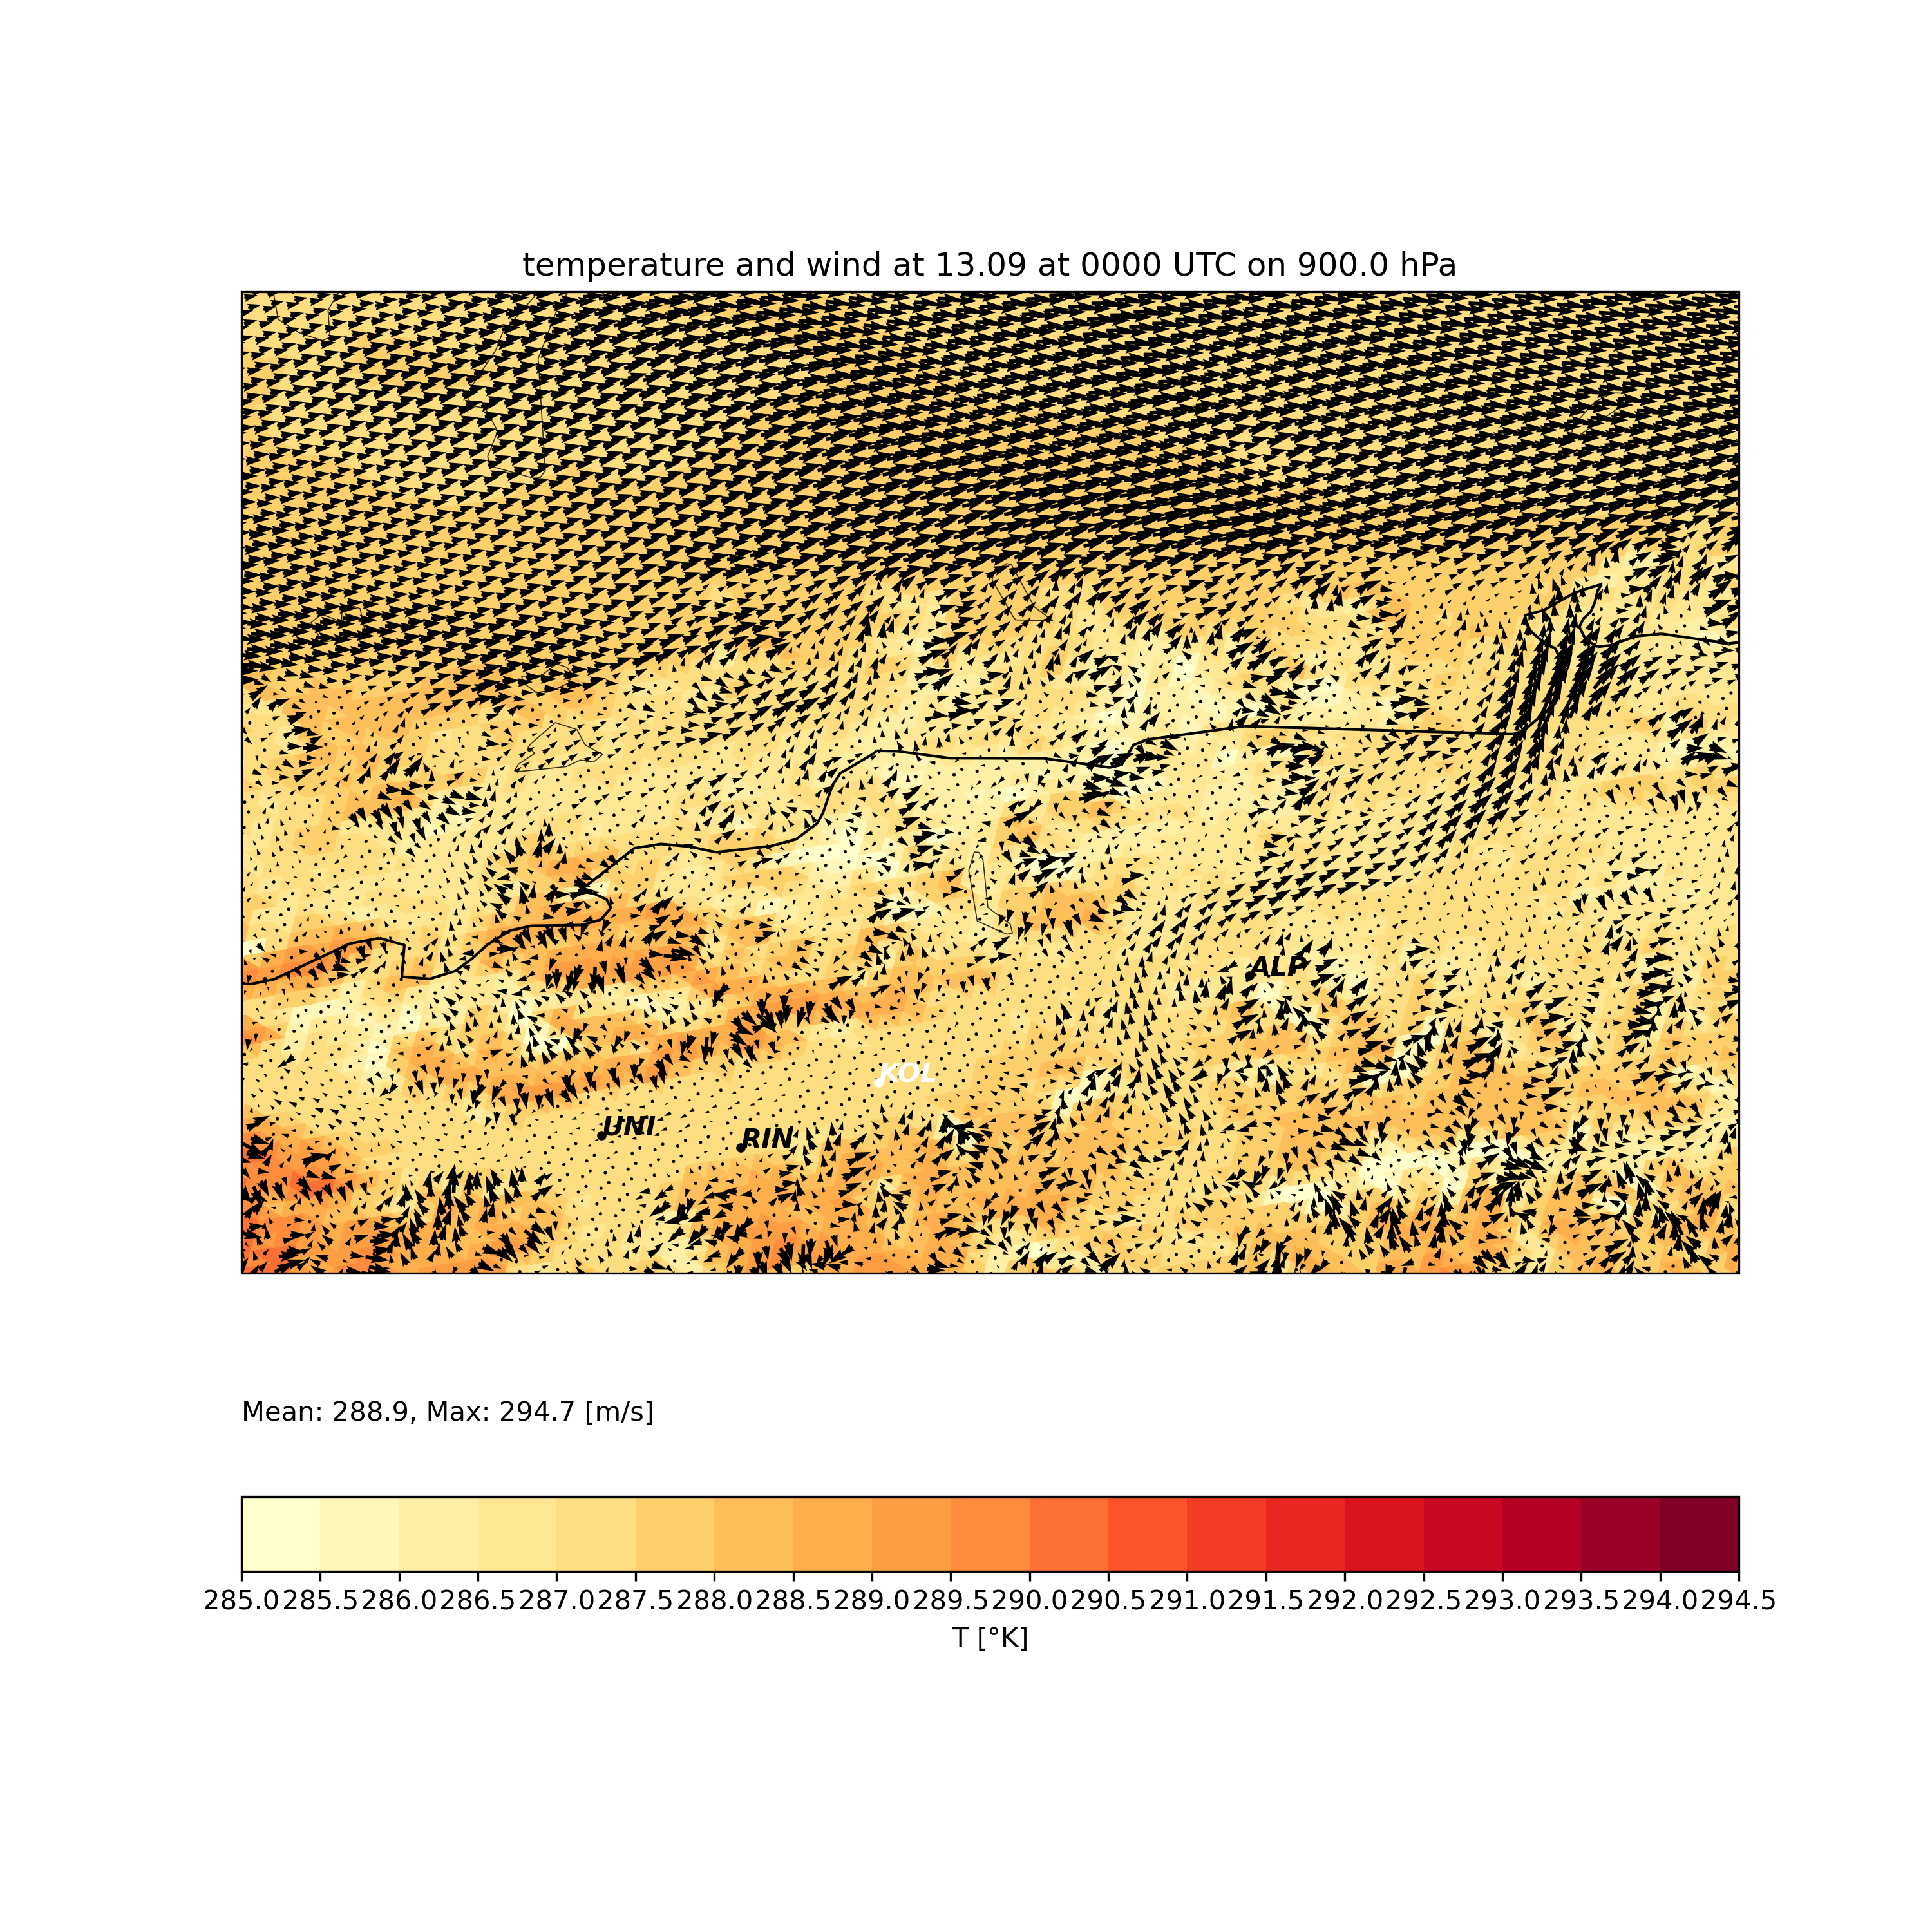 temperature and wind at 13.09 at 0000 UTC on 900.0 hPa
ALP
KOL
UNI
RIN
Mean: 288.9, Max: 294.7 [m/s]
285.0 285.5 286.0 286.5 287.0 287.5 288.0 288.5 289.0 289.5 290.0 290.5 291.0 291.5 292.0 292.5 293.0 293.5 294.0 294.5
T [°K]